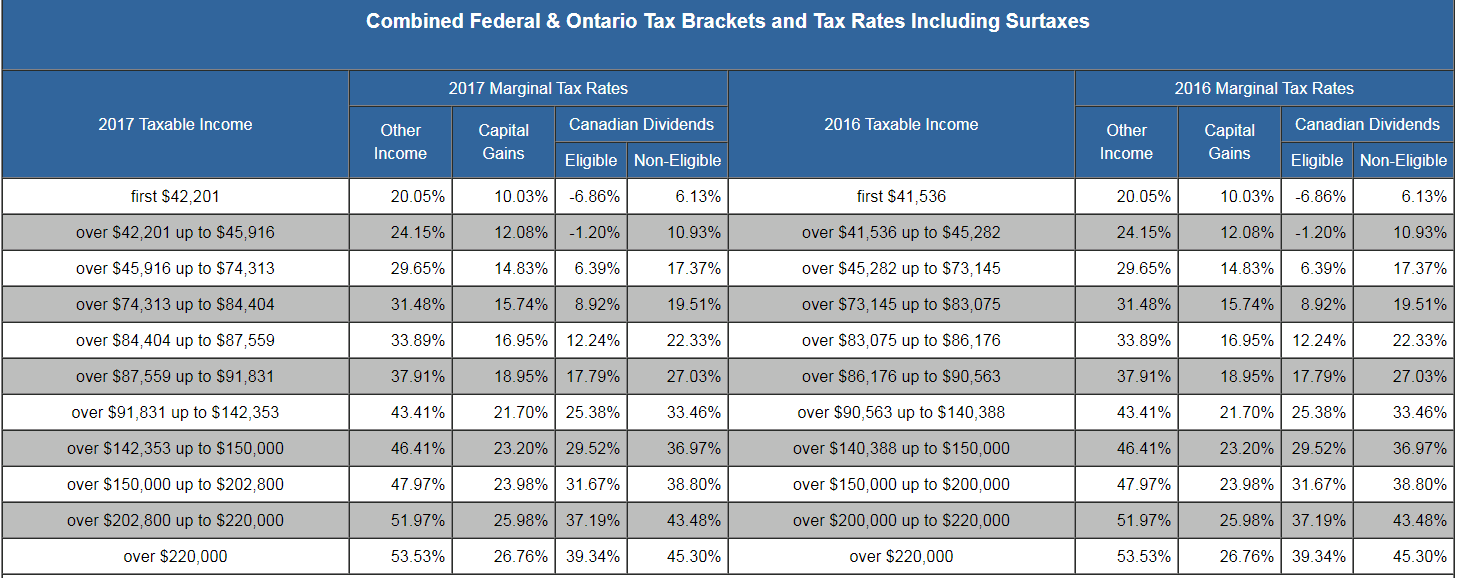 Combined Federal & Ontario Tax Brackets and Tax Rates Including Surtaxes
2017 Taxable Income 2017 Marginal Tax Rates 2016 Taxable Income 2016 Marginal Tax Rates
Other Income Capital Gains Canadian Dividends Other Income Capital Gains Canadian Dividends
Eligible Non-Eligible Eligible Non-Eligible
first $42,201 20.05% 10.03% -6.86% 6.13% first $41,536 20.05% 10.03% -6.86% 6.13%
over $42,201 up to $45,916 24.15% 12.08% -1.20% 10.93% over $41,536 up to $45,282 24.15% 12.08% -1.20% 10.93%
over $45,916 up to $74,313 29.65% 14.83% 6.39% 17.37% over $45,282 up to $73,145 29.65% 14.83% 6.39% 17.37%
over $74,313 up to $84,404 31.48% 15.74% 8.92% 19.51% over $73,145 up to $83,075 31.48% 15.74% 8.92% 19.51%
over $84,404 up to $87,559 33.89% 16.95% 12.24% 22.33% over $83,075 up to $86,176 33.89% 16.95% 12.24% 22.33%
over $87,559 up to $91,831 37.91% 18.95% 17.79% 27.03% over $86,176 up to $90,563 37.91% 18.95% 17.79% 27.03%
over $91,831 up to $142,353 43.41% 21.70% 25.38% 33.46% over $90,563 up to $140,388 43.41% 21.70% 25.38% 33.46%
over $142,353 up to $150,000 46.41% 23.20% 29.52% 36.97% over $140,388 up to $150,000 46.41% 23.20% 29.52% 36.97%
over $150,000 up to $202,800 47.97% 23.98% 31.67% 38.80% over $150,000 up to $200,000 47.97% 23.98% 31.67% 38.80%
over $202,800 up to $220,000 51.97% 25.98% 37.19% 43.48% over $200,000 up to $220,000 51.97% 25.98% 37.19% 43.48%
over $220,000 53.53% 26.76% 39.34% 45.30% over $220,000 53.53% 26.76% 39.34% 45.30%